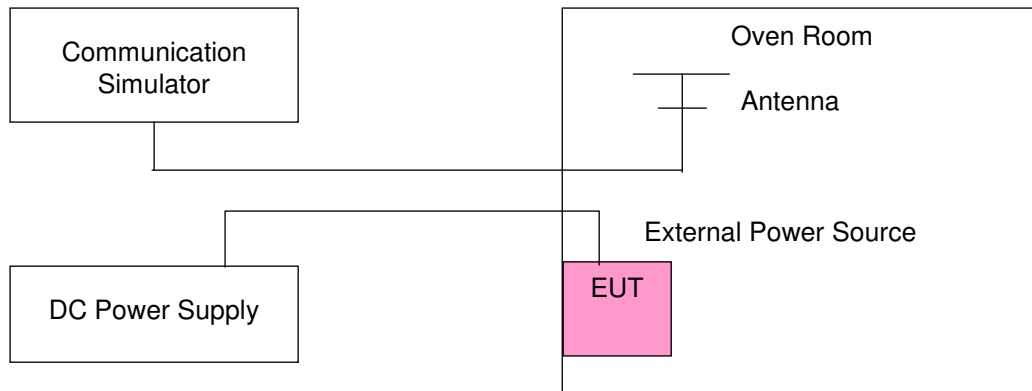 Communication
Simulator
Oven Room
Antenna
External Power Source
EUT
DC Power Supply